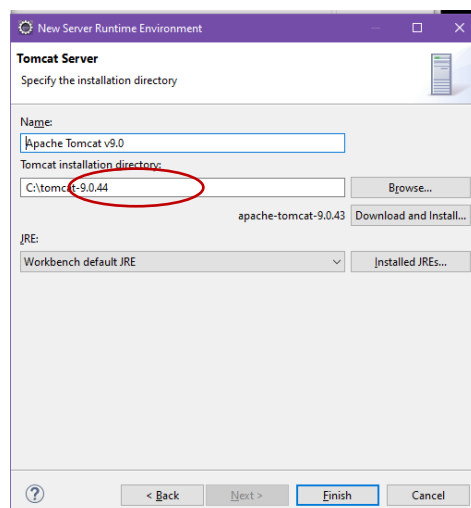 New Server Runtime Environment
Tomcat Server
Specify the installation directory
Name:
Apache Tomcat v9.0
Tomcat installation directory:
C:\tomcat-9.0.44
Browse...
apache-tomcat-9.0.43 Download and Install...
JRE:
Workbench default JRE
Installed JREs...
? < Back Next > Finish Cancel